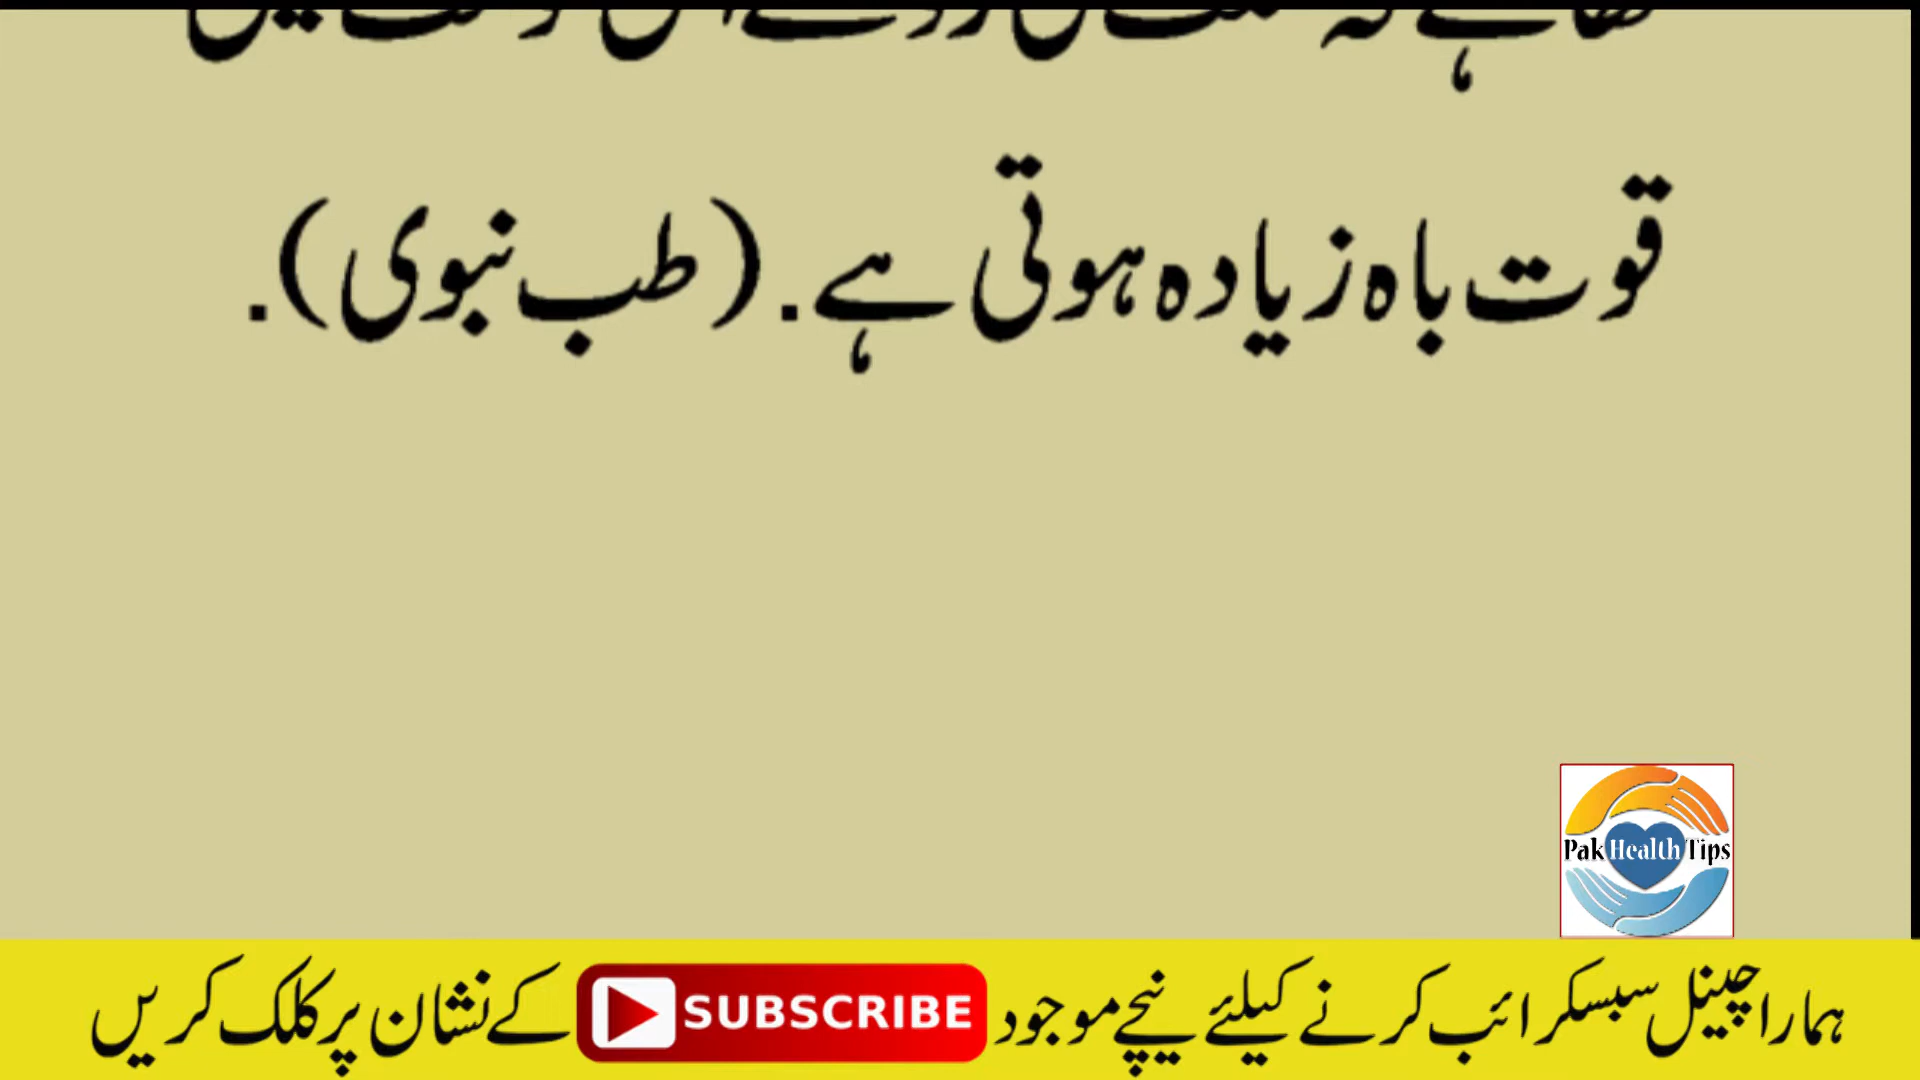 قوت باہ زیادہ ہوتی ہے. (طب نبوی).
Pak Health Tips
ہمارا چینل سبسکرائب کرنے کیلئے نیچے موجود SUBSCRIBE کے نشان پر کلک کریں